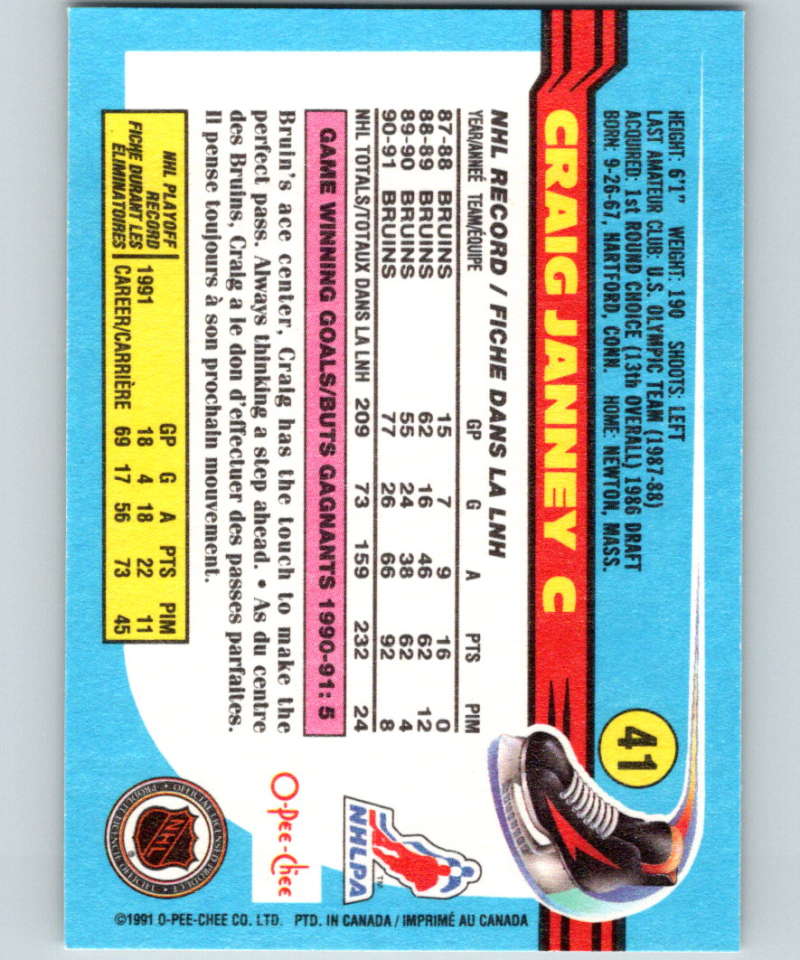 HEIGHT: 6'1" WEIGHT: 190 SHOOTS: LEFT
LAST AMATEUR CLUB: U.S. OLYMPIC TEAM (1987-88)
ACQUIRED: 1st ROUND CHOICE (13th OVERALL) 1986 DRAFT
BORN: 9-26-67, HARTFORD, CONN. HOME: NEWTON, MASS.
41
CRAIG JANNEY C
NHL RECORD / FICHE DANS LA LNH
YEAR/ANNÉE TEAM/ÉQUIPE GP G A PTS PIM
87-88 BRUINS 15 7 9 16 0
88-89 BRUINS 62 16 46 62 12
89-90 BRUINS 55 24 38 62 4
90-91 BRUINS 77 26 66 92 8
NHL TOTALS/TOTAUX DANS LA LNH 209 73 159 232 24
GAME WINNING GOALS/BUTS GAGNANTS 1990-91: 5
Bruin's ace center, Craig has the touch to make the
perfect pass. Always thinking a step ahead. • As du centre
des Bruins, Craig a le don d'effectuer des passes parfaites.
Il pense toujours à son prochain mouvement.
NHL PLAYOFF
RECORD
FICHE DURANT LES
ÉLIMINATOIRES
GP G A PTS PIM
1991 18 4 18 22 11
CAREER/CARRIÈRE 69 17 56 73 45
NHLPA
TM
O-Pee-Chee
OFFICIAL LICENSED PRODUCT
NHL
©1991 O-PEE-CHEE CO. LTD. PTD. IN CANADA / IMPRIMÉ AU CANADA